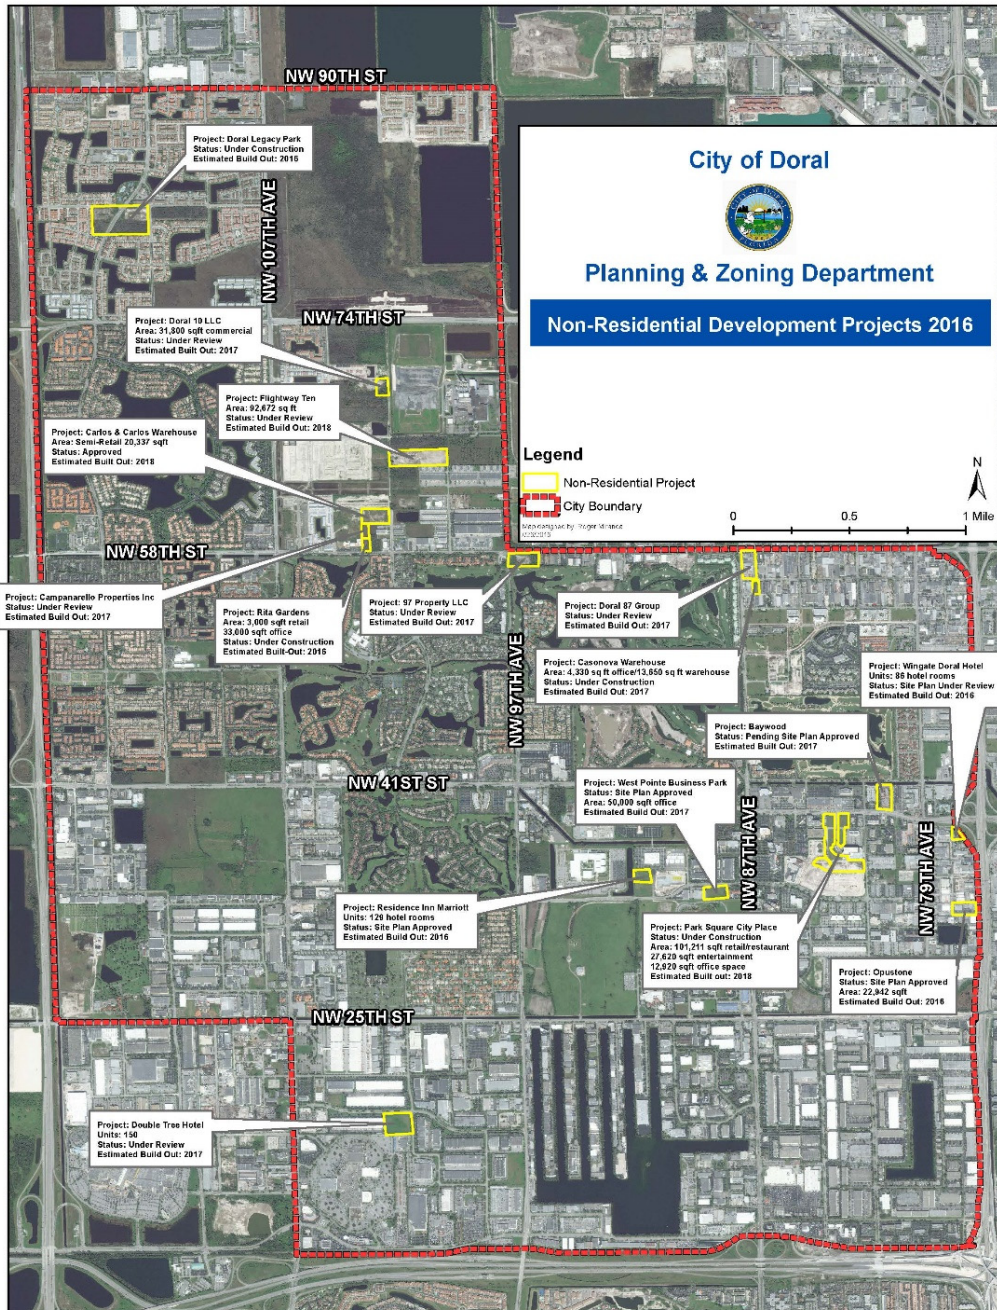 NW 90TH ST
Project: Doral Legacy Park
Status: Under Construction
Estimated Build Out: 2016
NW 107TH AVE
City of Doral
Planning & Zoning Department
Non-Residential Development Projects 2016
Legend
Non-Residential Project
City Boundary
N
0 0.5 1 Mile
NW 74TH ST
Project: Doral 10 LLC
Area: 31,800 sqft commercial
Status: Under Review
Estimated Built Out: 2017
Project: Flightway Ten
Area: 92,672 sq ft
Status: Under Review
Estimated Build Out: 2018
Project: Carlos & Carlos Warehouse
Area: Semi-Retail 20,337 sqft
Status: Approved
Estimated Built Out: 2018
NW 58TH ST
Project: Campanarello Properties Inc
Status: Under Review
Estimated Build Out: 2017
Project: Rita Gardens
Area: 3,000 sqft retail
33,000 sqft office
Status: Under Construction
Estimated Built-Out: 2016
Project: 97 Property LLC
Status: Under Review
Estimated Build Out: 2017
NW 97TH AVE
Project: Doral 87 Group
Status: Under Review
Estimated Build Out: 2017
Project: Casonova Warehouse
Area: 4,330 sq ft office/13,650 sq ft warehouse
Status: Under Construction
Estimated Build Out: 2017
Project: Wingate Doral Hotel
Units: 86 hotel rooms
Status: Site Plan Under Review
Estimated Build Out: 2016
Project: Baywood
Status: Pending Site Plan Approved
Estimated Built Out: 2017
NW 41ST ST
Project: West Pointe Business Park
Status: Site Plan Approved
Area: 50,000 sqft office
Estimated Build Out: 2017
NW 87TH AVE
NW 79TH AVE
Project: Residence Inn Marriott
Units: 129 hotel rooms
Status: Site Plan Approved
Estimated Build Out: 2016
Project: Park Square City Place
Status: Under Construction
Area: 101,211 sqft retail/restaurant
27,620 sqft entertainment
12,920 sqft office space
Estimated Build out: 2018
Project: Opustone
Status: Site Plan Approved
Area: 22,942 sqft
Estimated Build Out: 2016
NW 25TH ST
Project: Double Tree Hotel
Units: 150
Status: Under Review
Estimated Build Out: 2017